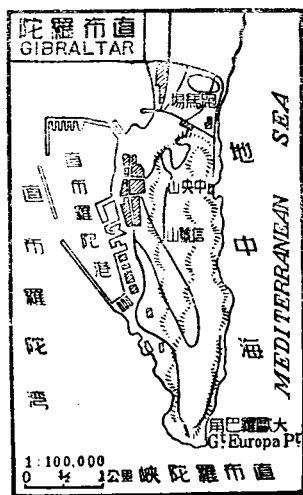 直布羅陀
GIBRALTAR
跑馬場
地中海
MEDITERRANEAN SEA
中央山
信號山
直布羅陀港
直布羅陀湾
大歐羅巴角
Gt. Europa Pt.
1:100,000
0 ½ 1公里
直布羅陀峽